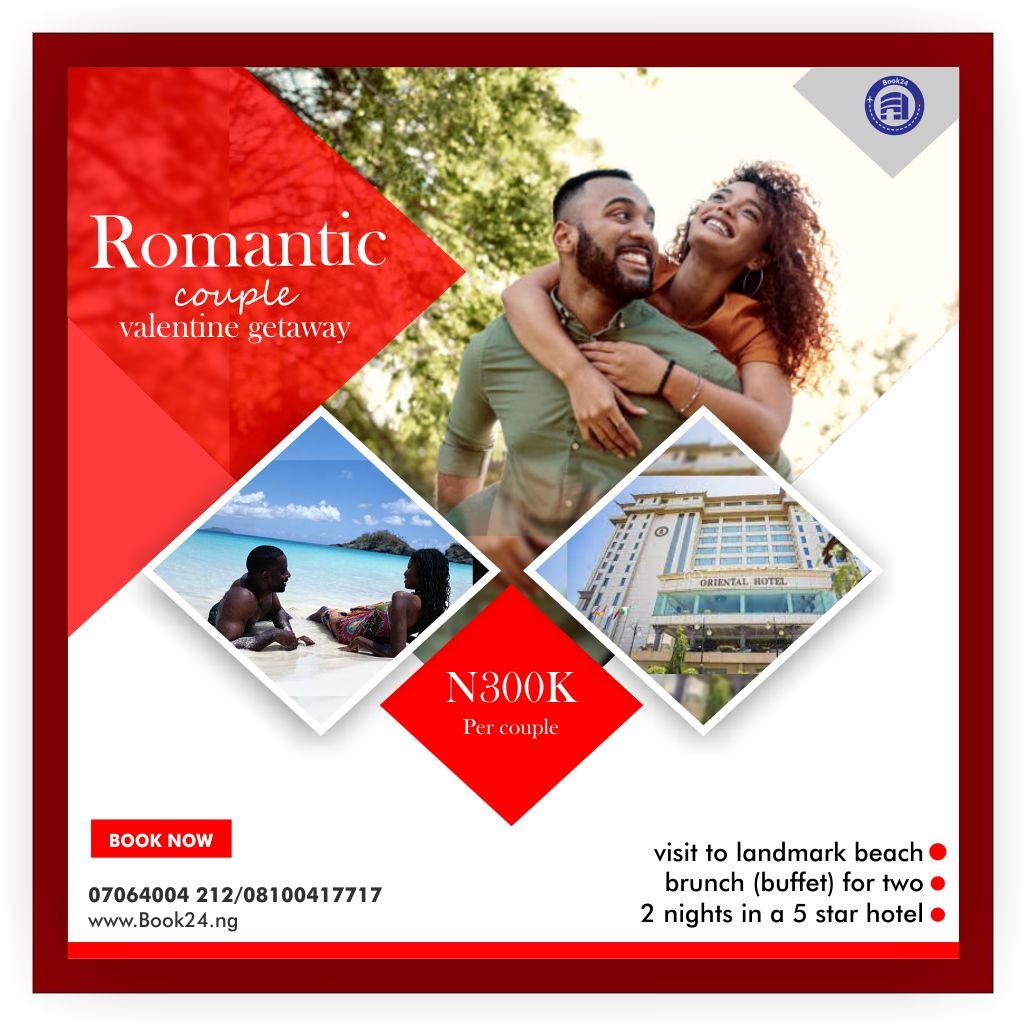 Book24
Romantic
couple
valentine getaway
ORIENTAL HOTEL
N300K
Per couple
BOOK NOW
07064004 212/08100417717
www.Book24.ng
visit to landmark beach
brunch (buffet) for two
2 nights in a 5 star hotel